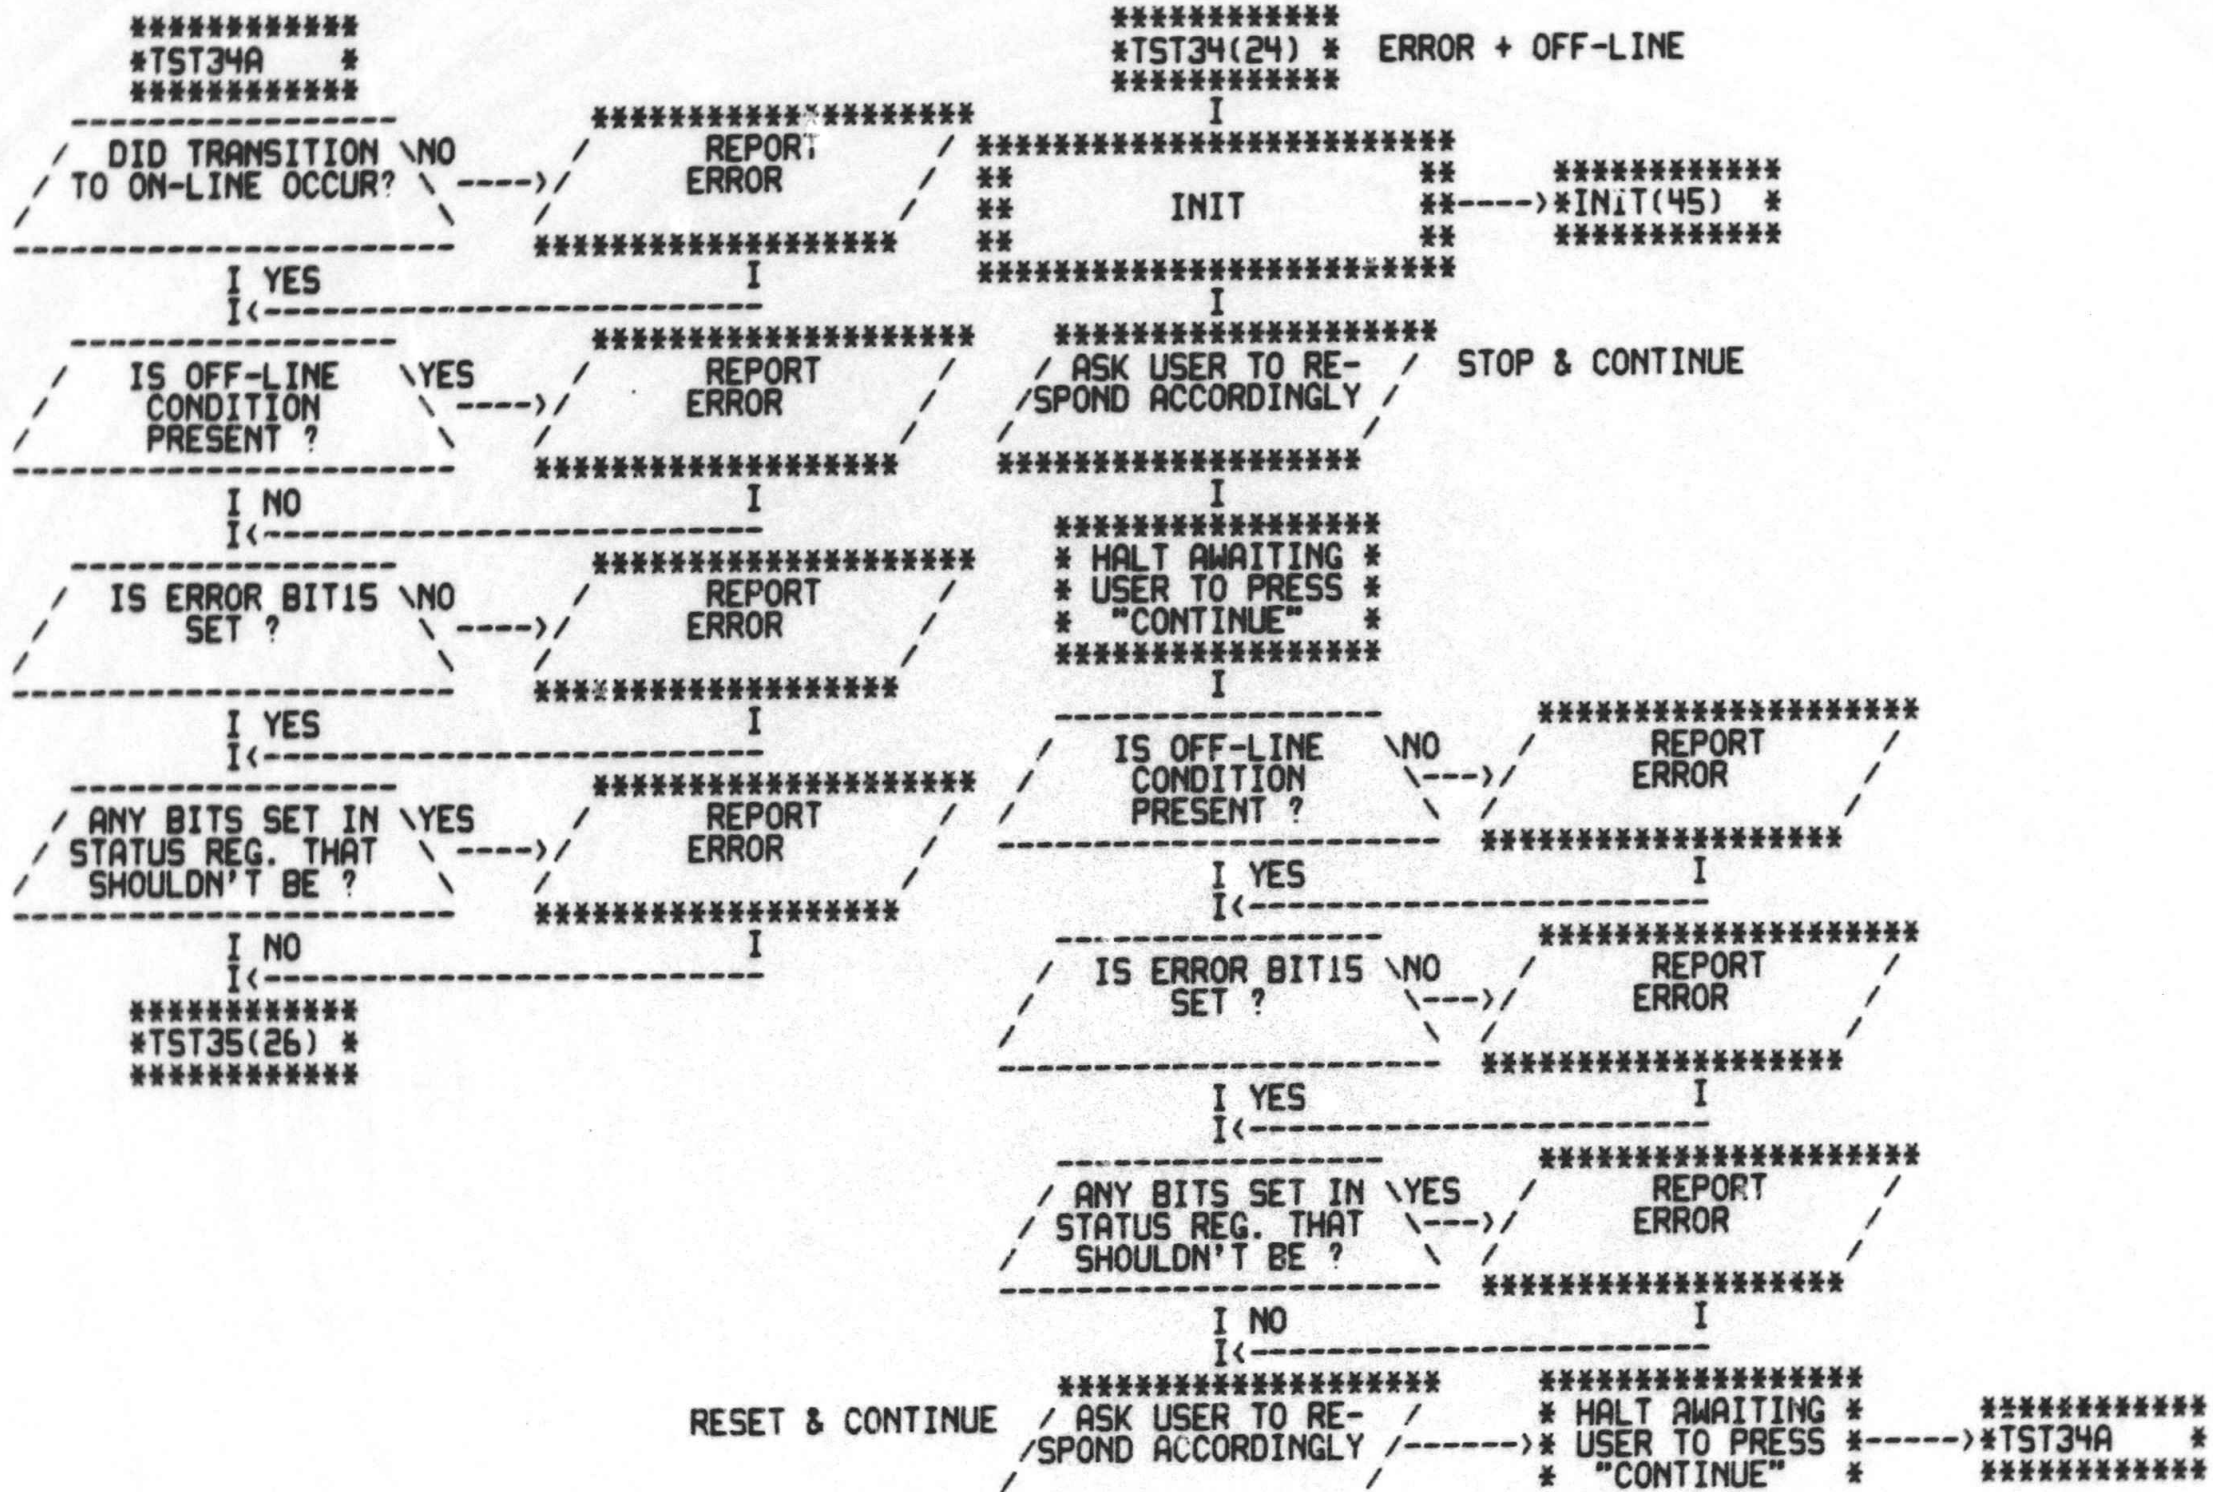 *TST34A *
DID TRANSITION \NO
TO ON-LINE OCCUR? \ ---->
REPORT
ERROR
I YES
I<--------------------------
IS OFF-LINE \YES
CONDITION \ ---->
PRESENT ?
REPORT
ERROR
I NO
I<--------------------------
IS ERROR BIT15 \NO
SET ? \ ---->
REPORT
ERROR
I YES
I<--------------------------
ANY BITS SET IN \YES
STATUS REG. THAT \ ---->
SHOULDN'T BE ?
REPORT
ERROR
I NO
I<--------------------------
*TST35(26) *
*TST34(24) * ERROR + OFF-LINE
I
INIT
**---->*INIT(45) *
I
ASK USER TO RE-
SPOND ACCORDINGLY
STOP & CONTINUE
I
* HALT AWAITING *
* USER TO PRESS *
* "CONTINUE" *
I
IS OFF-LINE \NO
CONDITION \--->
PRESENT ?
REPORT
ERROR
I YES
I<------------------------
IS ERROR BIT15 \NO
SET ? \--->
REPORT
ERROR
I YES
I<------------------------
ANY BITS SET IN \YES
STATUS REG. THAT \--->
SHOULDN'T BE ?
REPORT
ERROR
I NO
I<------------------------
RESET & CONTINUE
ASK USER TO RE-
SPOND ACCORDINGLY /------>
* HALT AWAITING *
* USER TO PRESS *----->
* "CONTINUE" *
*TST34A *